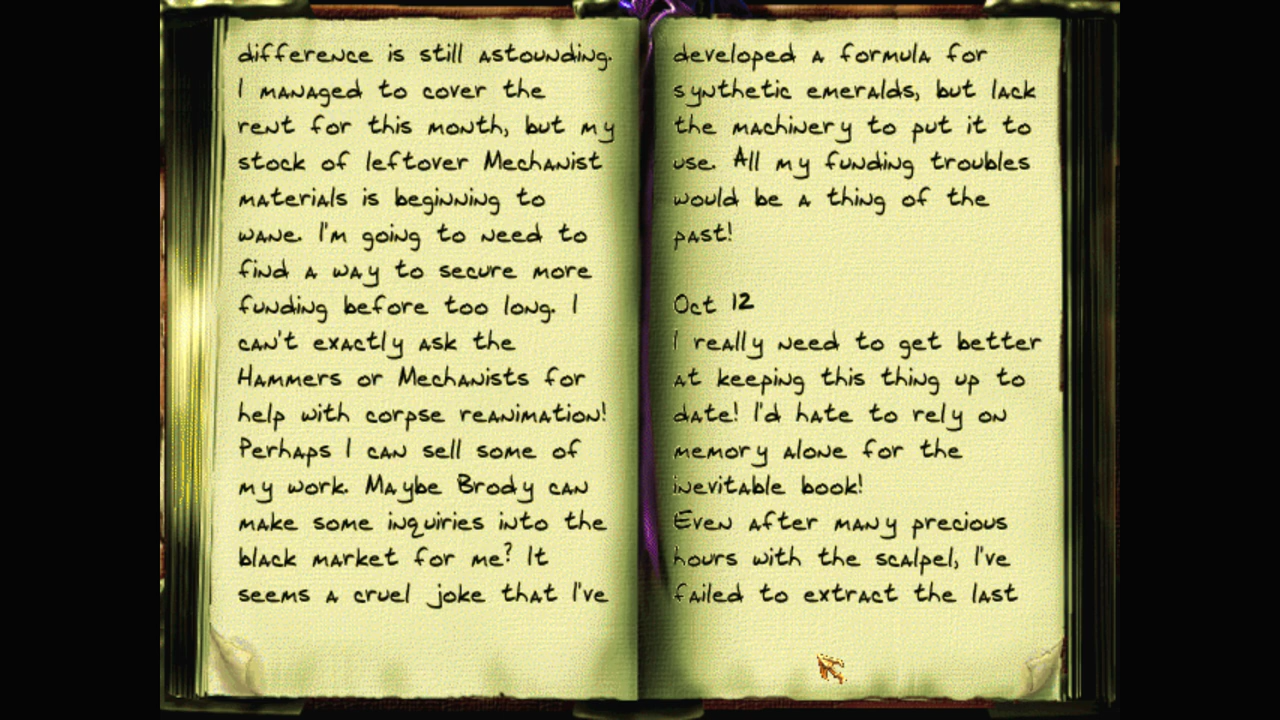 difference is still astounding.
I managed to cover the
rent for this month, but my
stock of leftover Mechanist
materials is beginning to
wane. I'm going to need to
find a way to secure more
funding before too long. I
can't exactly ask the
Hammers or Mechanists for
help with corpse reanimation!
Perhaps I can sell some of
my work. Maybe Brody can
make some inquiries into the
black market for me? It
seems a cruel joke that I've
developed a formula for
synthetic emeralds, but lack
the machinery to put it to
use. All my funding troubles
would be a thing of the
past!
Oct 12
I really need to get better
at keeping this thing up to
date! I'd hate to rely on
memory alone for the
inevitable book!
Even after many precious
hours with the scalpel, I've
failed to extract the last